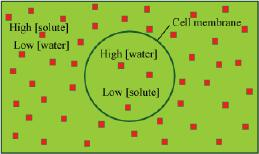 High [solute]
Cell membrane
Low [water]
High [water]
Low [solute]